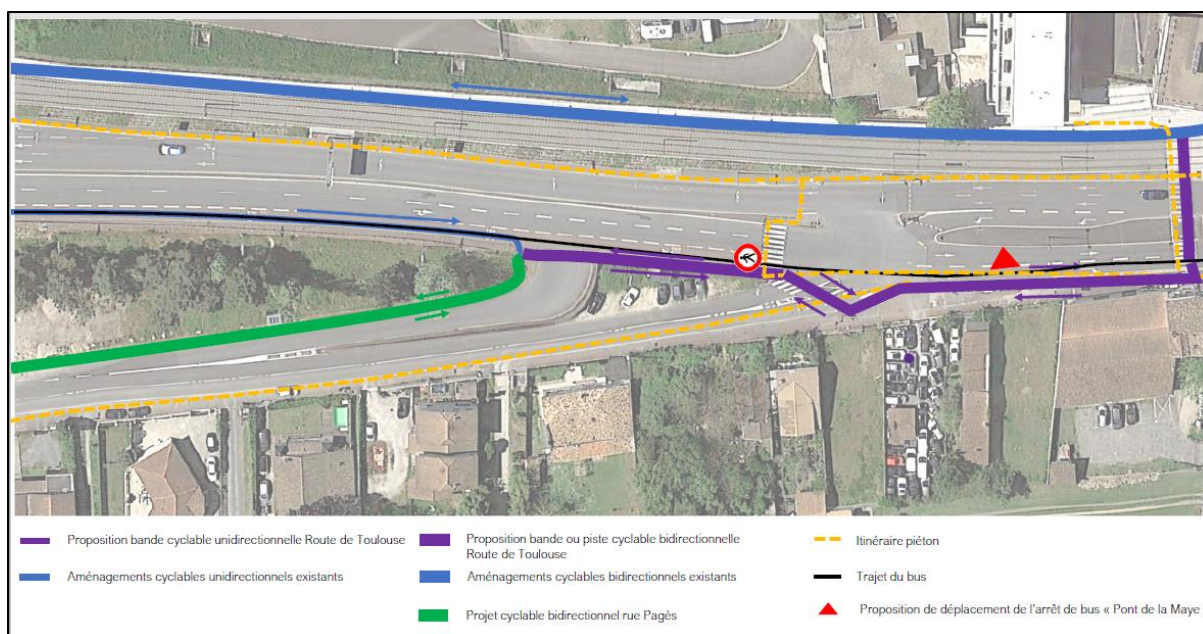 Proposition bande cyclable unidirectionnelle Route de Toulouse
Proposition bande ou piste cyclable bidirectionnelle
Route de Toulouse
Itinéraire piéton
Aménagements cyclables unidirectionnels existants
Aménagements cyclables bidirectionnels existants
Trajet du bus
Projet cyclable bidirectionnel rue Pagès
Proposition de déplacement de l'arrêt de bus « Pont de la Maye